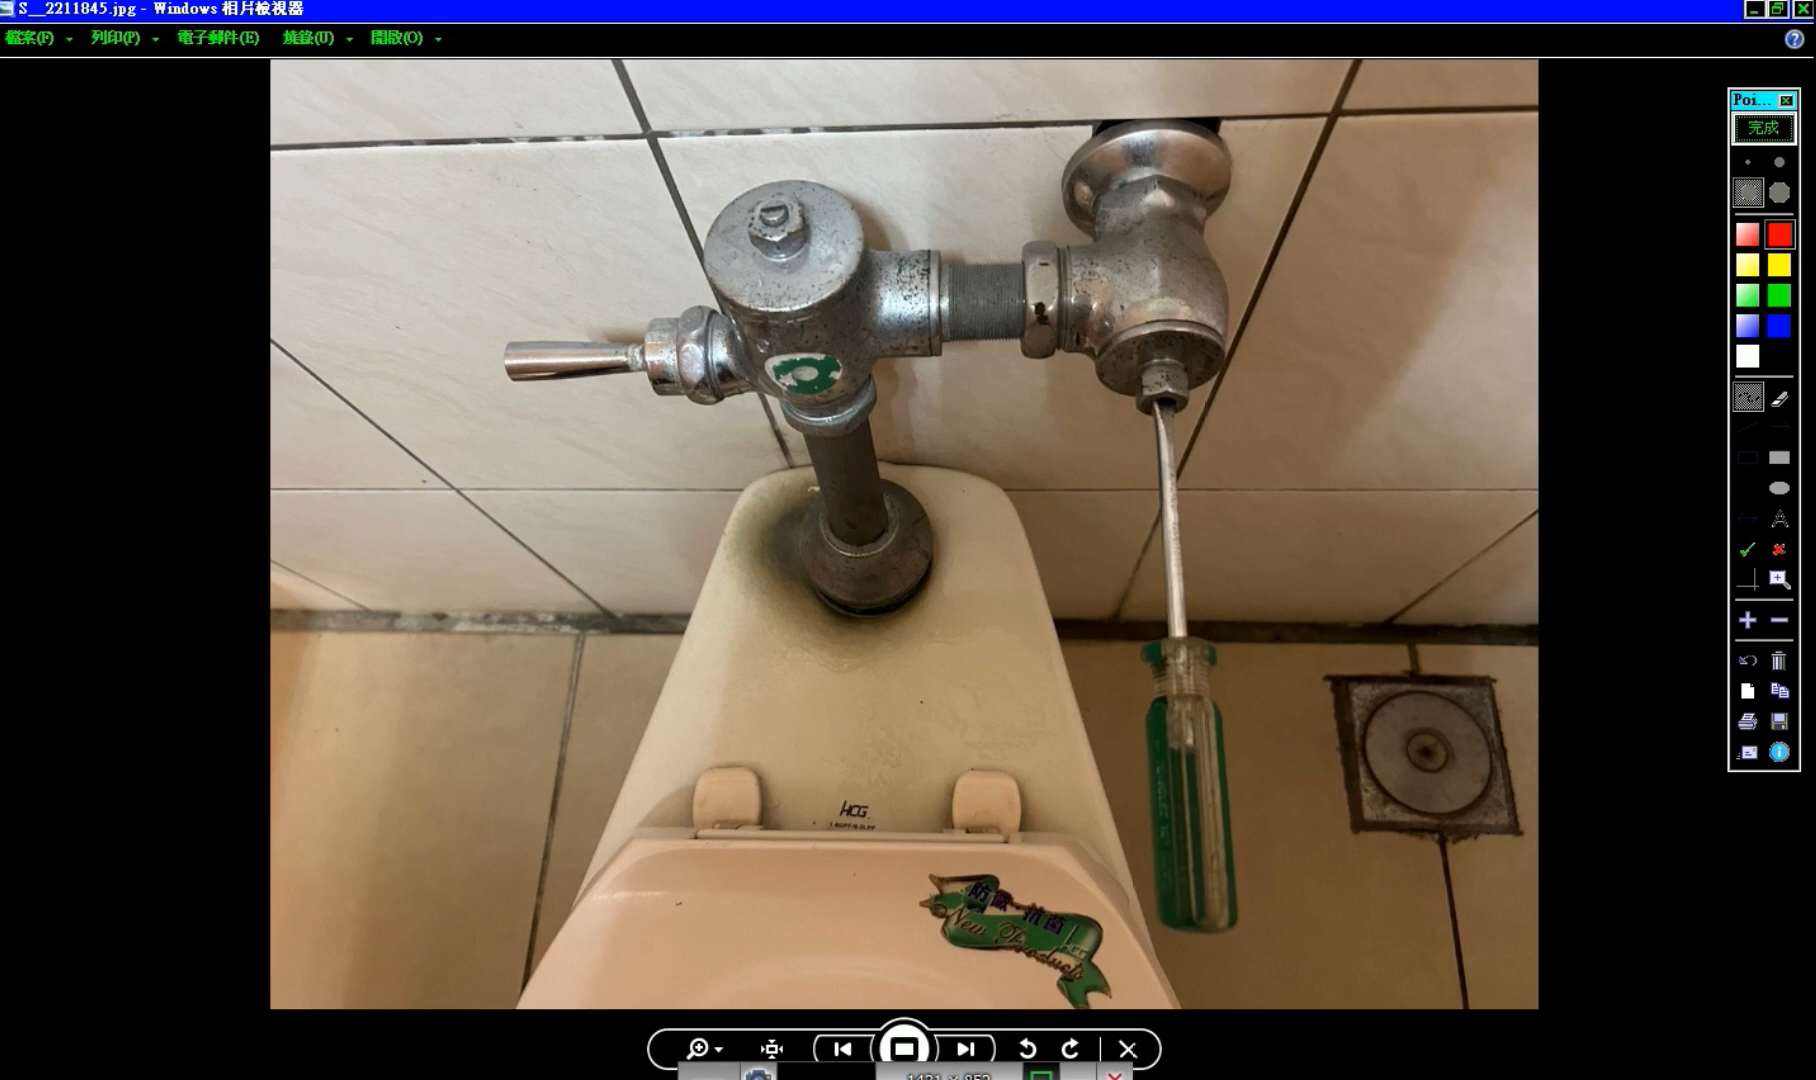 S__2211845.jpg - Windows 相片檢視器
檔案(F) 列印(P) 電子郵件(E) 燒錄(U) 開啟(O)
Poi...
完成
A
HCG
防黴·抗菌
New Products